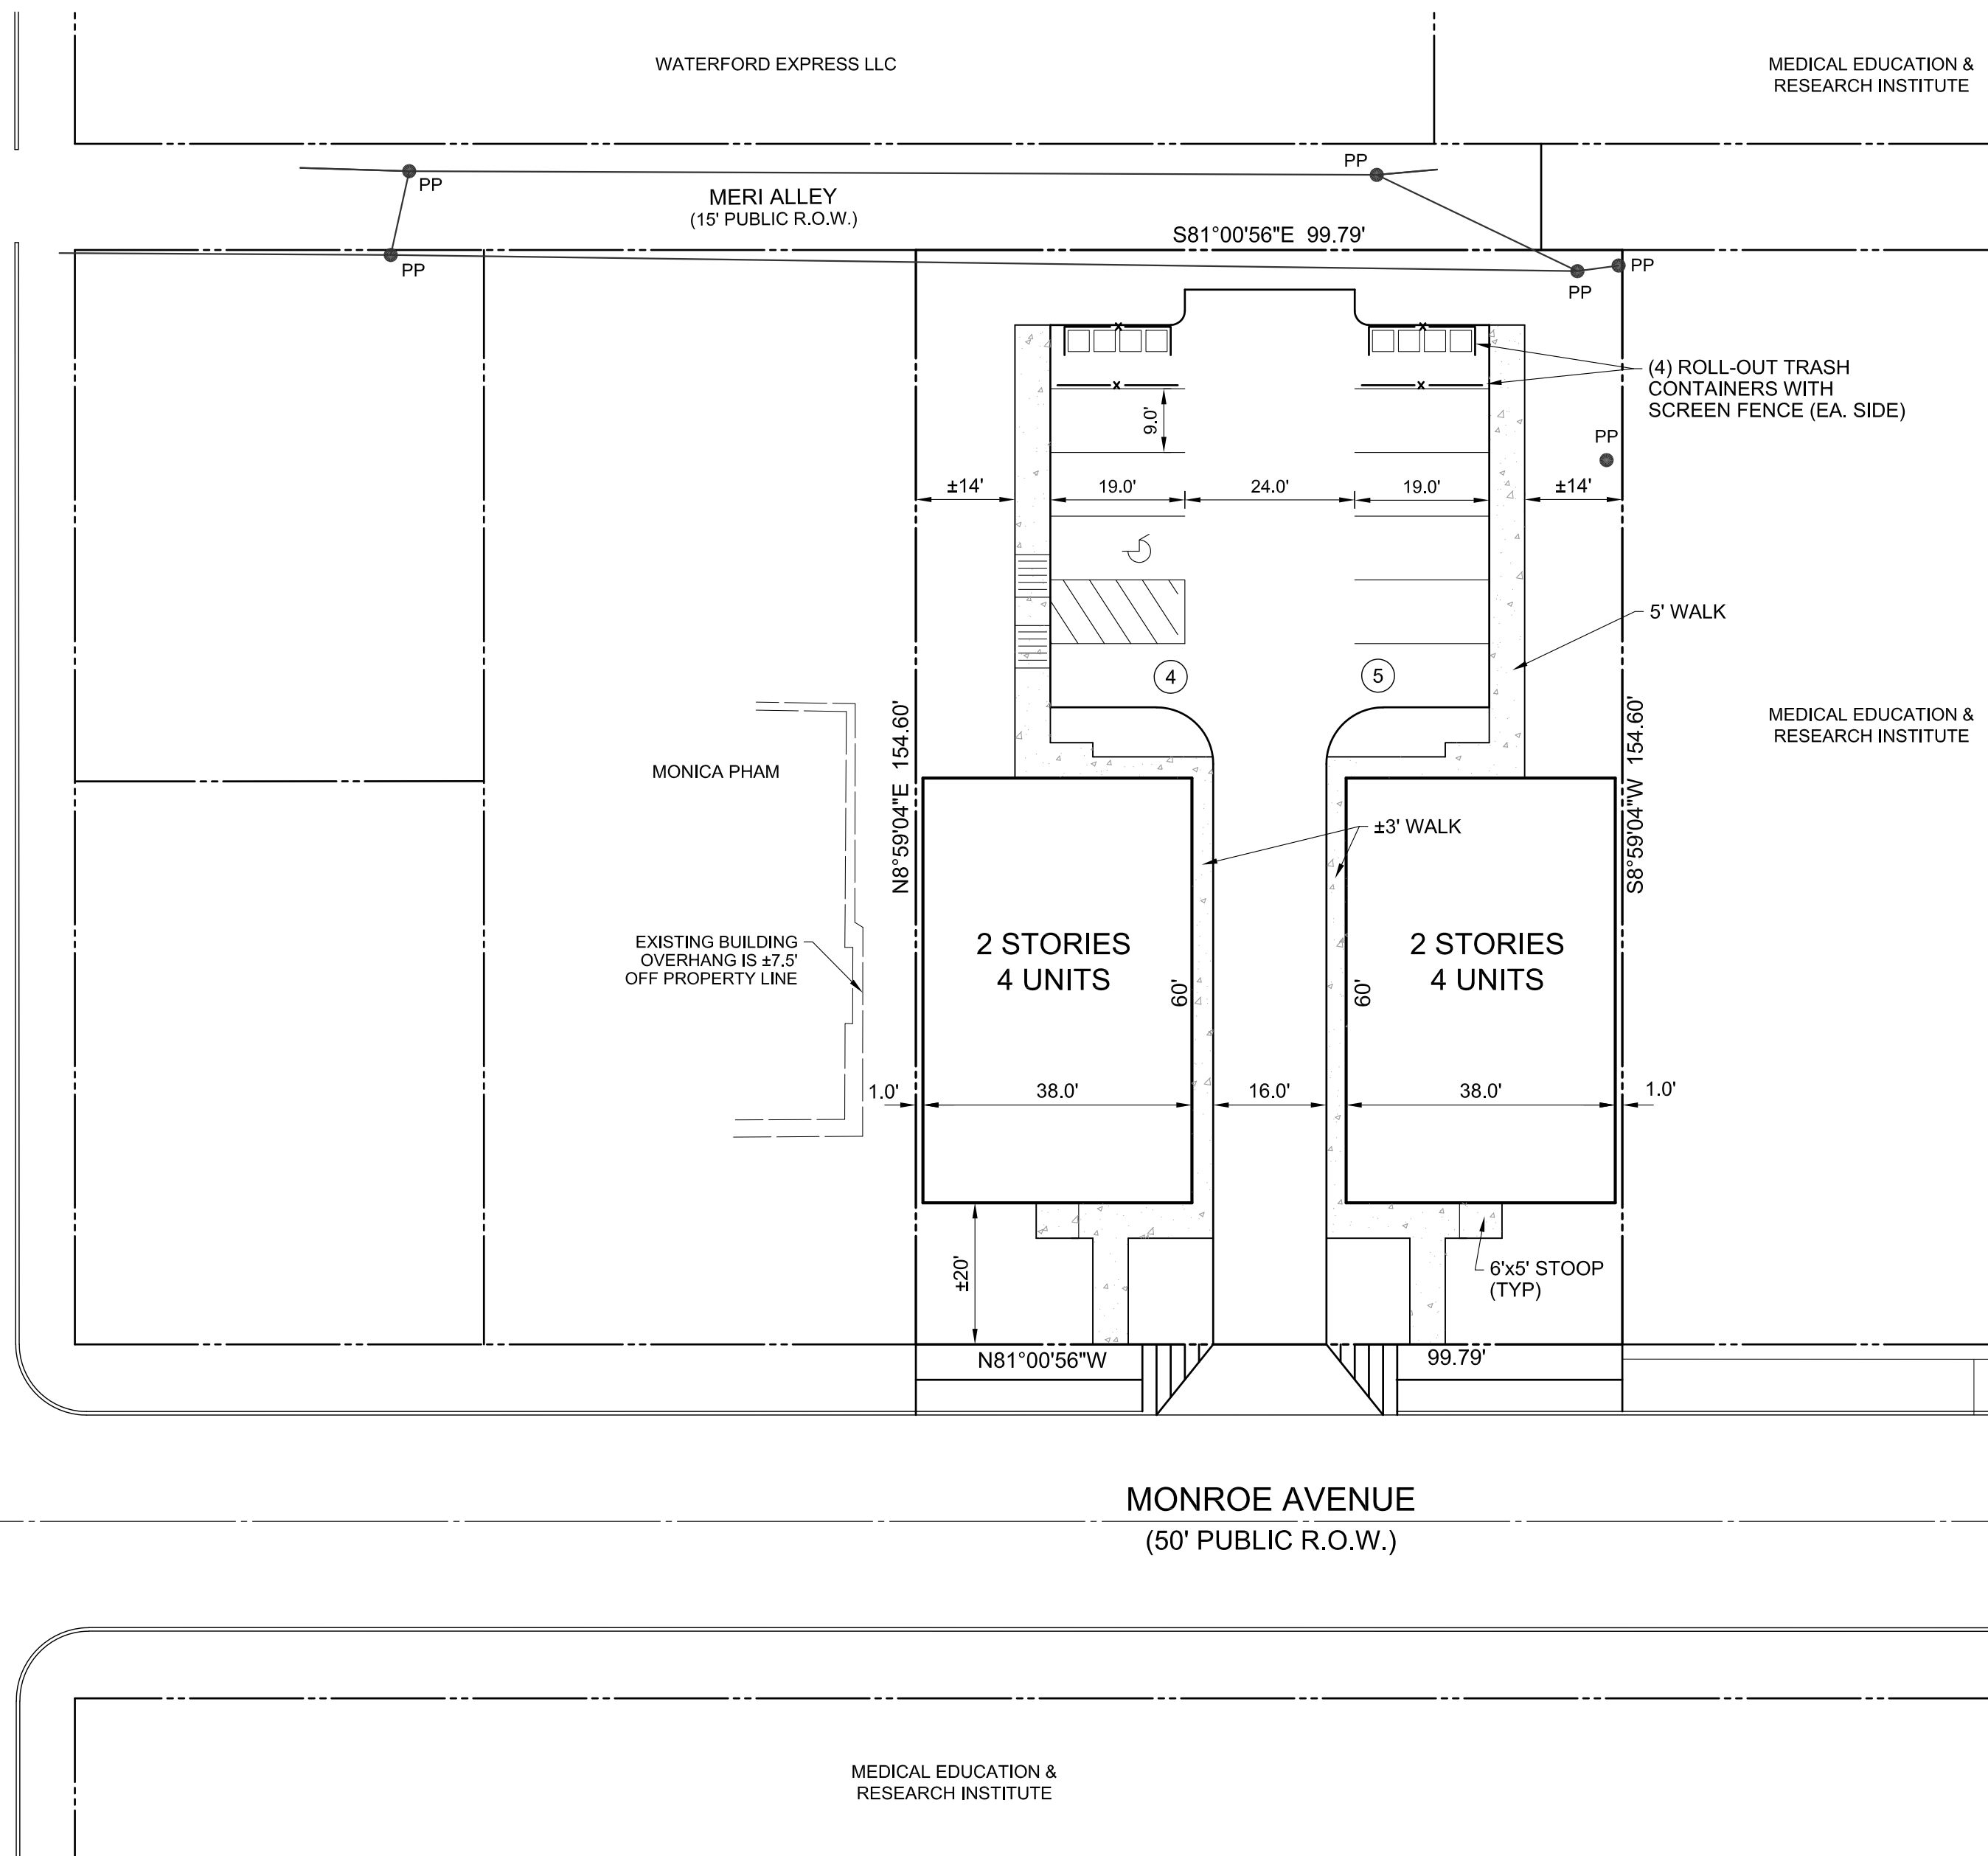 WATERFORD EXPRESS LLC
MEDICAL EDUCATION &
RESEARCH INSTITUTE
PP
PP
MERI ALLEY
(15' PUBLIC R.O.W.)
S81°00'56"E 99.79'
PP
PP
PP
x
x
(4) ROLL-OUT TRASH
CONTAINERS WITH
SCREEN FENCE (EA. SIDE)
x
x
9.0'
PP
±14'
19.0'
24.0'
19.0'
±14'
5' WALK
4
5
N8°59'04"E 154.60'
S8°59'04"W 154.60'
MEDICAL EDUCATION &
RESEARCH INSTITUTE
MONICA PHAM
±3' WALK
EXISTING BUILDING
OVERHANG IS ±7.5'
OFF PROPERTY LINE
2 STORIES
4 UNITS
60'
60'
2 STORIES
4 UNITS
1.0'
38.0'
16.0'
38.0'
1.0'
±20'
6'x5' STOOP
(TYP)
N81°00'56"W
99.79'
MONROE AVENUE
(50' PUBLIC R.O.W.)
MEDICAL EDUCATION &
RESEARCH INSTITUTE